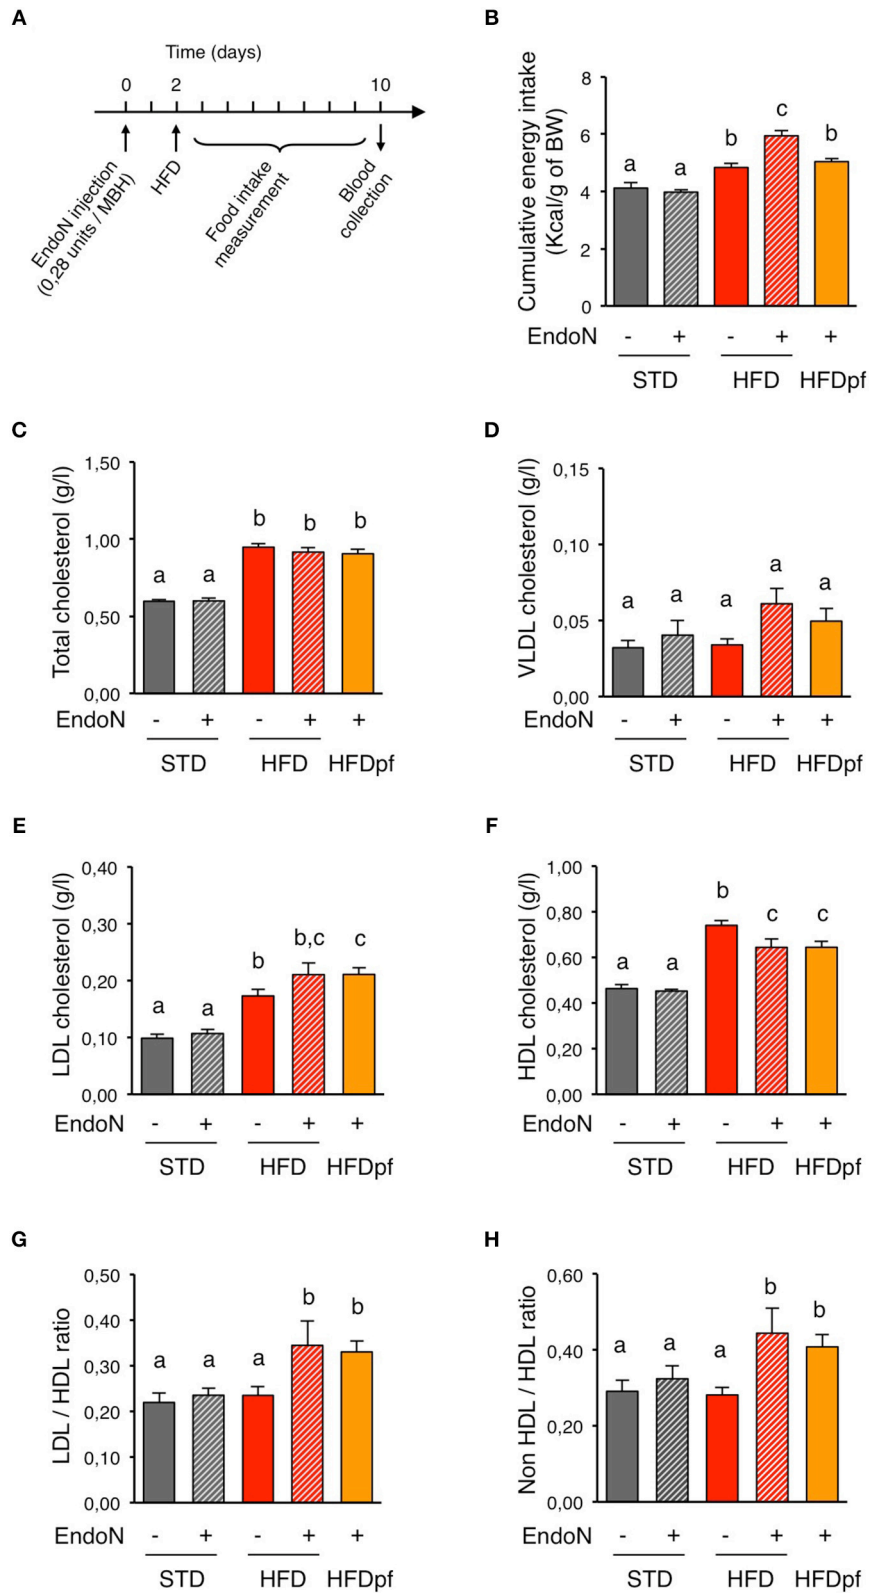 A
Time (days)
0 2 10
EndoN injection
(0,28 units / MBH)
HFD
Food intake
measurement
Blood
collection
B
Cumulative energy intake
(Kcal/g of BW)
8
6
4
2
0
a a b c b
EndoN - + - + +
STD HFD HFDpf
C
Total cholesterol (g/l)
1,50
1,00
0,50
0,00
a a b b b
EndoN - + - + +
STD HFD HFDpf
D
VLDL cholesterol (g/l)
0,15
0,10
0,05
0,00
a a a a a
EndoN - + - + +
STD HFD HFDpf
E
LDL cholesterol (g/l)
0,40
0,30
0,20
0,10
0,00
a a b b,c c
EndoN - + - + +
STD HFD HFDpf
F
HDL cholesterol (g/l)
1,00
0,80
0,60
0,40
0,20
0,00
a a b c c
EndoN - + - + +
STD HFD HFDpf
G
LDL / HDL ratio
0,50
0,40
0,30
0,20
0,10
0,00
a a a b b
EndoN - + - + +
STD HFD HFDpf
H
Non HDL / HDL ratio
0,60
0,40
0,20
0,00
a a a b b
EndoN - + - + +
STD HFD HFDpf